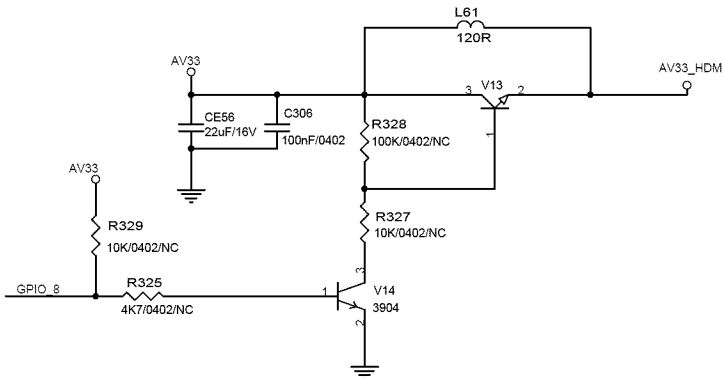 L61
120R
AV33
AV33_HDM
V13
3
2
CE56
22uF/16V
C306
100nF/0402
R328
100K/0402/NC
1
AV33
R329
10K/0402/NC
R327
10K/0402/NC
3
R325
V14
GPIO_8
1
4K7/0402/NC
3904
2